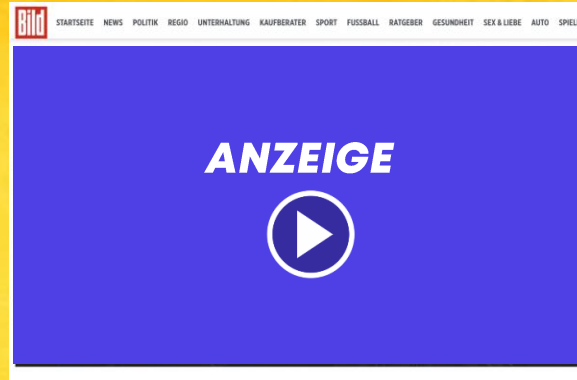 Bild STARTSEITE NEWS POLITIK REGIO UNTERHALTUNG KAUFBERATER SPORT FUSSBALL RATGEBER GESUNDHEIT SEX & LIEBE AUTO SPIEL
ANZEIGE